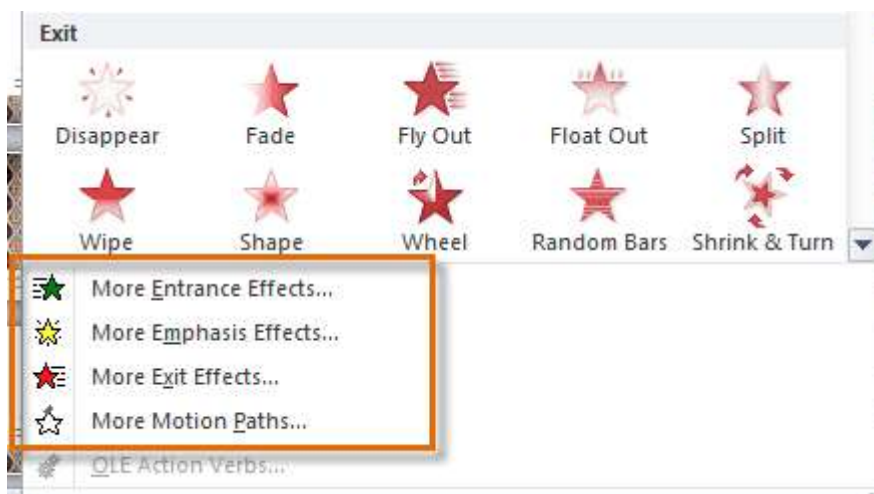 Exit
Disappear Fade Fly Out Float Out Split
Wipe Shape Wheel Random Bars Shrink & Turn
More Entrance Effects...
More Emphasis Effects...
More Exit Effects...
More Motion Paths...
OLE Action Verbs...